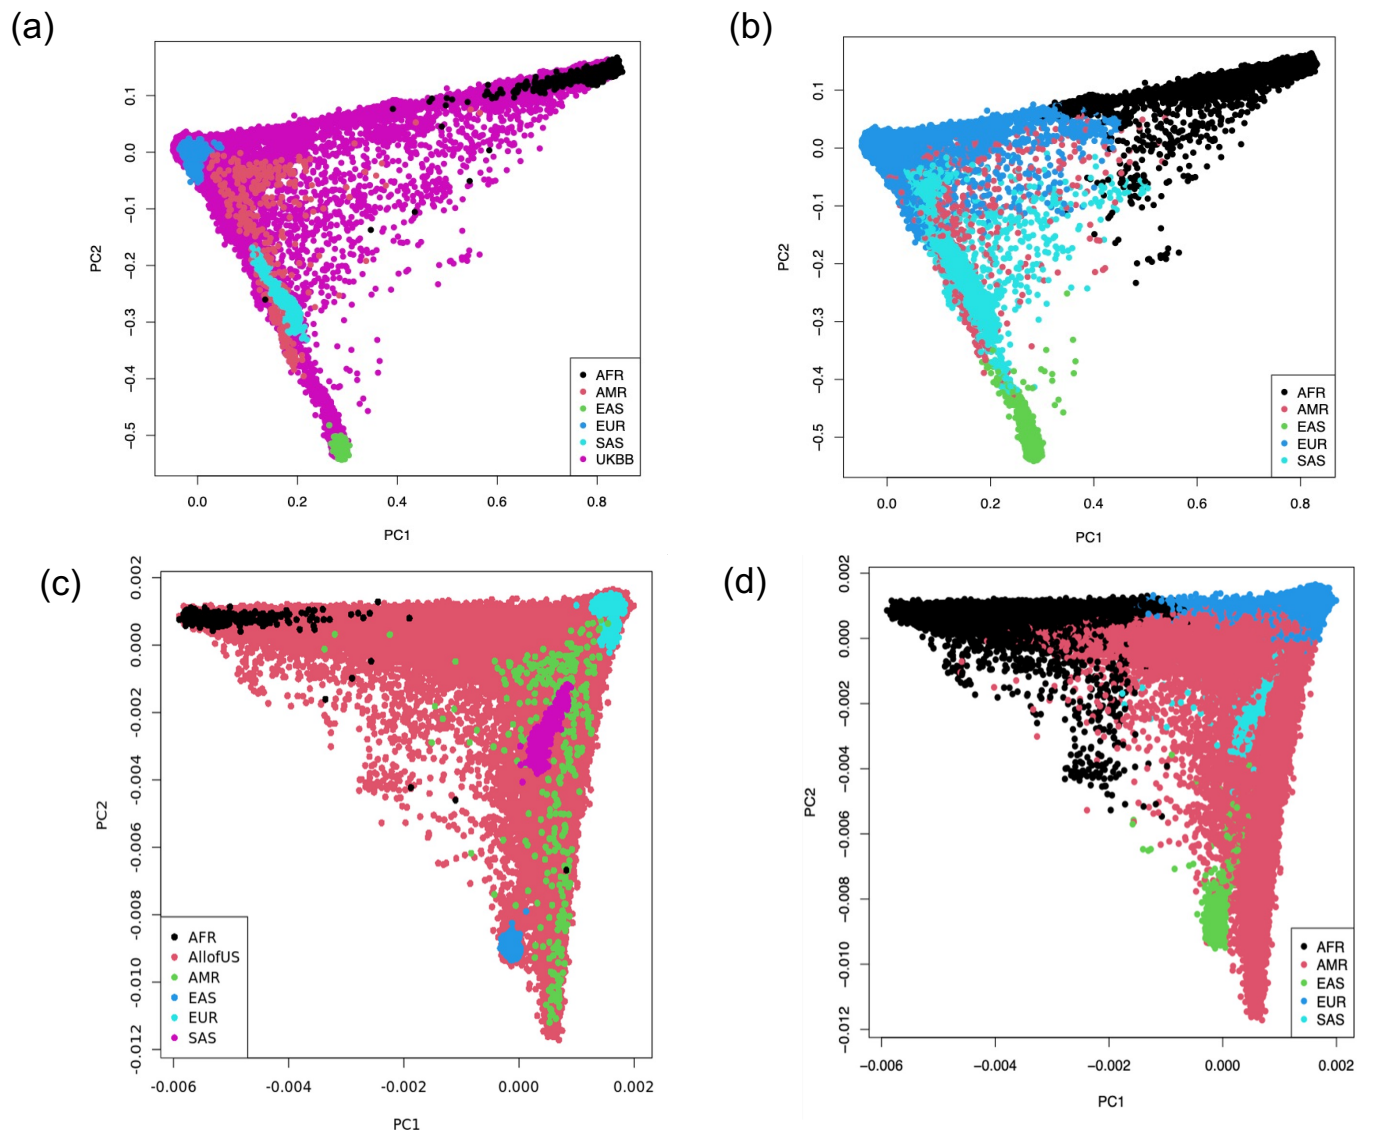 (a)
0.1
0.0
−0.1
−0.2
−0.3
−0.4
−0.5
PC2
AFR
AMR
EAS
EUR
SAS
UKBB
0.0 0.2 0.4 0.6 0.8
PC1
(b)
0.1
0.0
−0.1
−0.2
−0.3
−0.4
−0.5
PC2
AFR
AMR
EAS
EUR
SAS
0.0 0.2 0.4 0.6 0.8
PC1
(c)
0.002
0.000
-0.002
-0.004
-0.006
-0.008
-0.010
-0.012
PC2
AFR
AllofUS
AMR
EAS
EUR
SAS
-0.006 -0.004 -0.002 0.000 0.002
PC1
(d)
0.002
0.000
−0.002
−0.004
−0.006
−0.008
−0.010
−0.012
PC2
AFR
AMR
EAS
EUR
SAS
−0.006 −0.004 −0.002 0.000 0.002
PC1